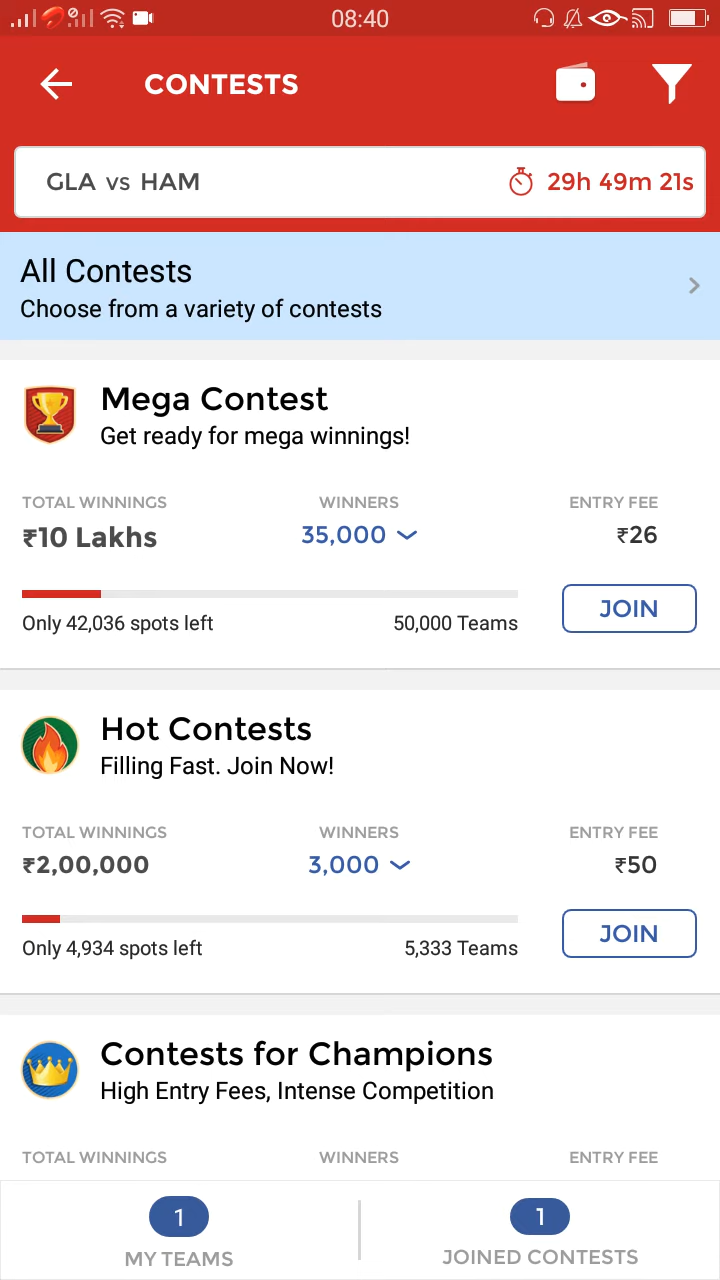 08:40
CONTESTS
GLA vs HAM 29h 49m 21s
All Contests
Choose from a variety of contests
Mega Contest
Get ready for mega winnings!
TOTAL WINNINGS WINNERS ENTRY FEE
₹10 Lakhs 35,000 ₹26
Only 42,036 spots left 50,000 Teams JOIN
Hot Contests
Filling Fast. Join Now!
TOTAL WINNINGS WINNERS ENTRY FEE
₹2,00,000 3,000 ₹50
Only 4,934 spots left 5,333 Teams JOIN
Contests for Champions
High Entry Fees, Intense Competition
TOTAL WINNINGS WINNERS ENTRY FEE
1 1
MY TEAMS JOINED CONTESTS